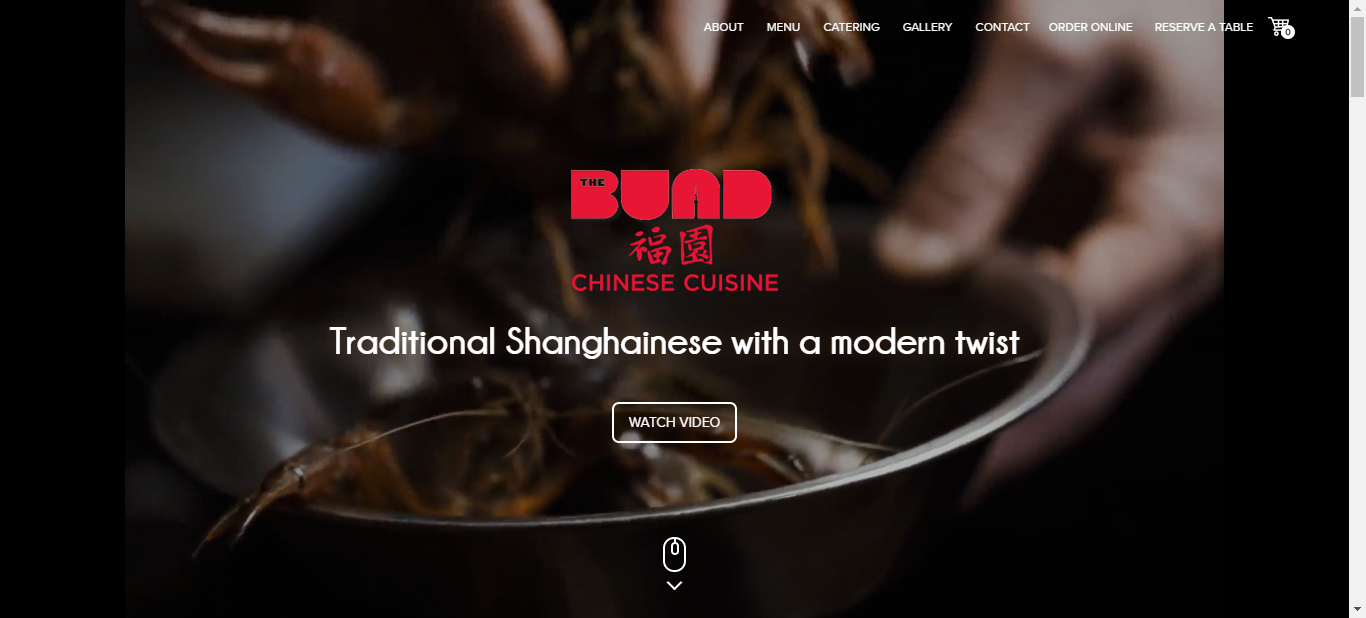 ABOUT MENU CATERING GALLERY CONTACT ORDER ONLINE RESERVE A TABLE 0
THE BUND
福園
CHINESE CUISINE
Traditional Shanghainese with a modern twist
WATCH VIDEO